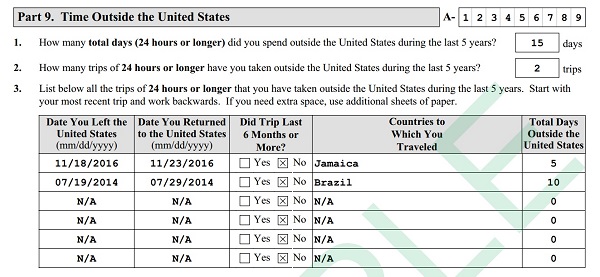 Part 9. Time Outside the United States A- 1 2 3 4 5 6 7 8 9
1. How many total days (24 hours or longer) did you spend outside the United States during the last 5 years? 15 days
2. How many trips of 24 hours or longer have you taken outside the United States during the last 5 years? 2 trips
3. List below all the trips of 24 hours or longer that you have taken outside the United States during the last 5 years. Start with
your most recent trip and work backwards. If you need extra space, use additional sheets of paper.
Date You Left the United States (mm/dd/yyyy) Date You Returned to the United States (mm/dd/yyyy) Did Trip Last 6 Months or More? Countries to Which You Traveled Total Days Outside the United States
11/18/2016 11/23/2016 ☐ Yes ☒ No Jamaica 5
07/19/2014 07/29/2014 ☐ Yes ☒ No Brazil 10
N/A N/A ☐ Yes ☒ No N/A 0
N/A N/A ☐ Yes ☒ No N/A 0
N/A N/A ☐ Yes ☒ No N/A 0
N/A N/A ☐ Yes ☒ No N/A 0